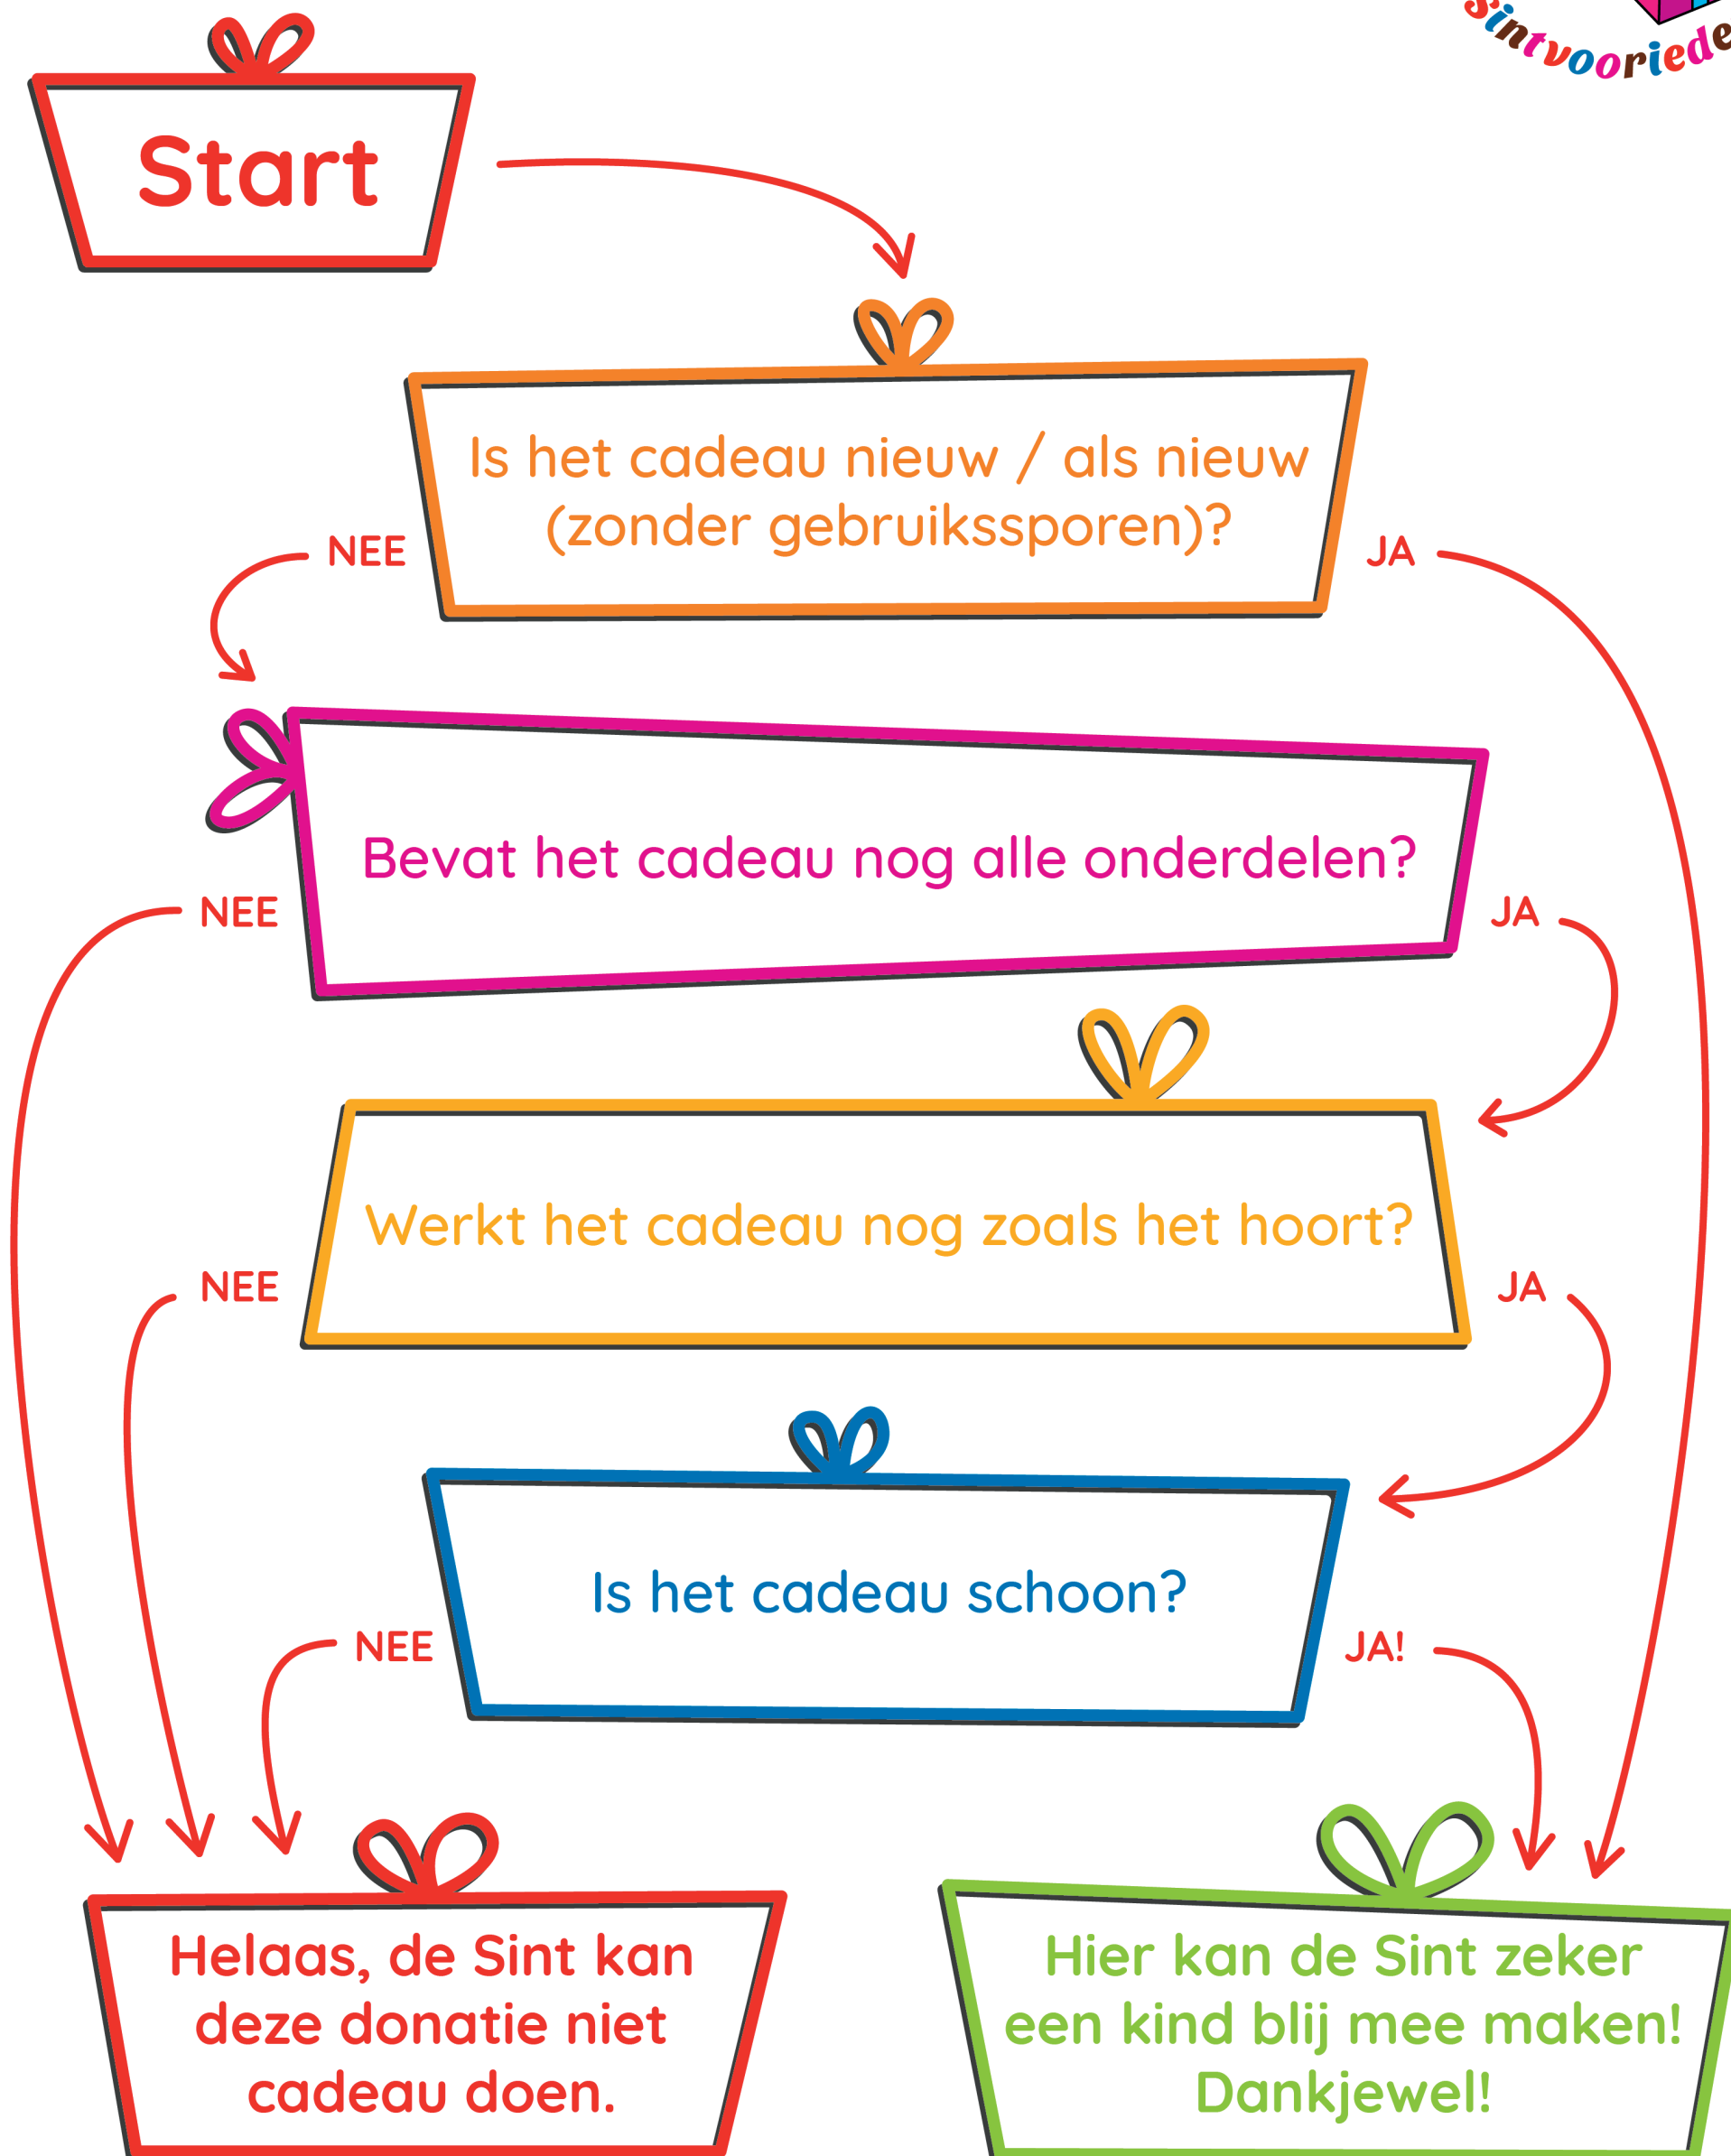 Sintvooriede
Start
Is het cadeau nieuw / als nieuw
(zonder gebruikssporen)?
NEE
JA
Bevat het cadeau nog alle onderdelen?
NEE
JA
Werkt het cadeau nog zoals het hoort?
NEE
JA
Is het cadeau schoon?
NEE
JA!
Helaas, de Sint kan
deze donatie niet
cadeau doen.
Hier kan de Sint zeker
een kind blij mee maken!
Dankjewel!